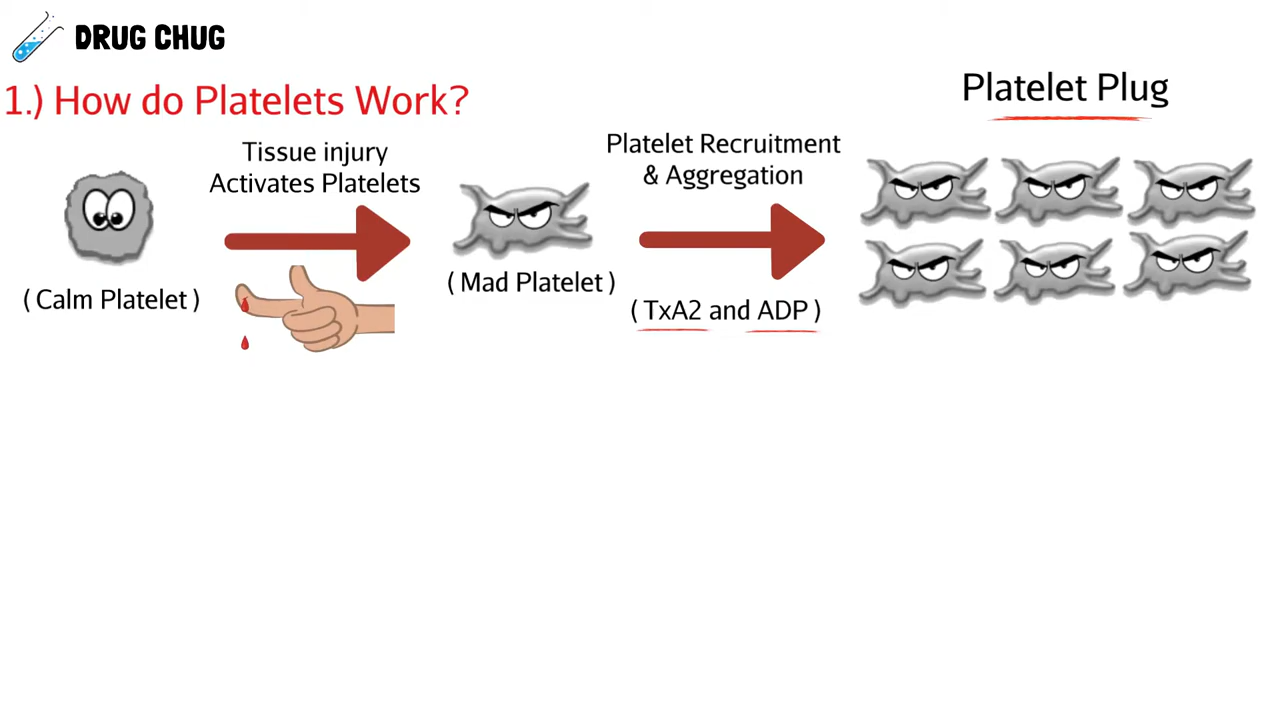 DRUG CHUG
1.) How do Platelets Work?
Platelet Plug
Tissue injury
Activates Platelets
Platelet Recruitment
& Aggregation
( Calm Platelet )
( Mad Platelet )
( TxA2 and ADP )